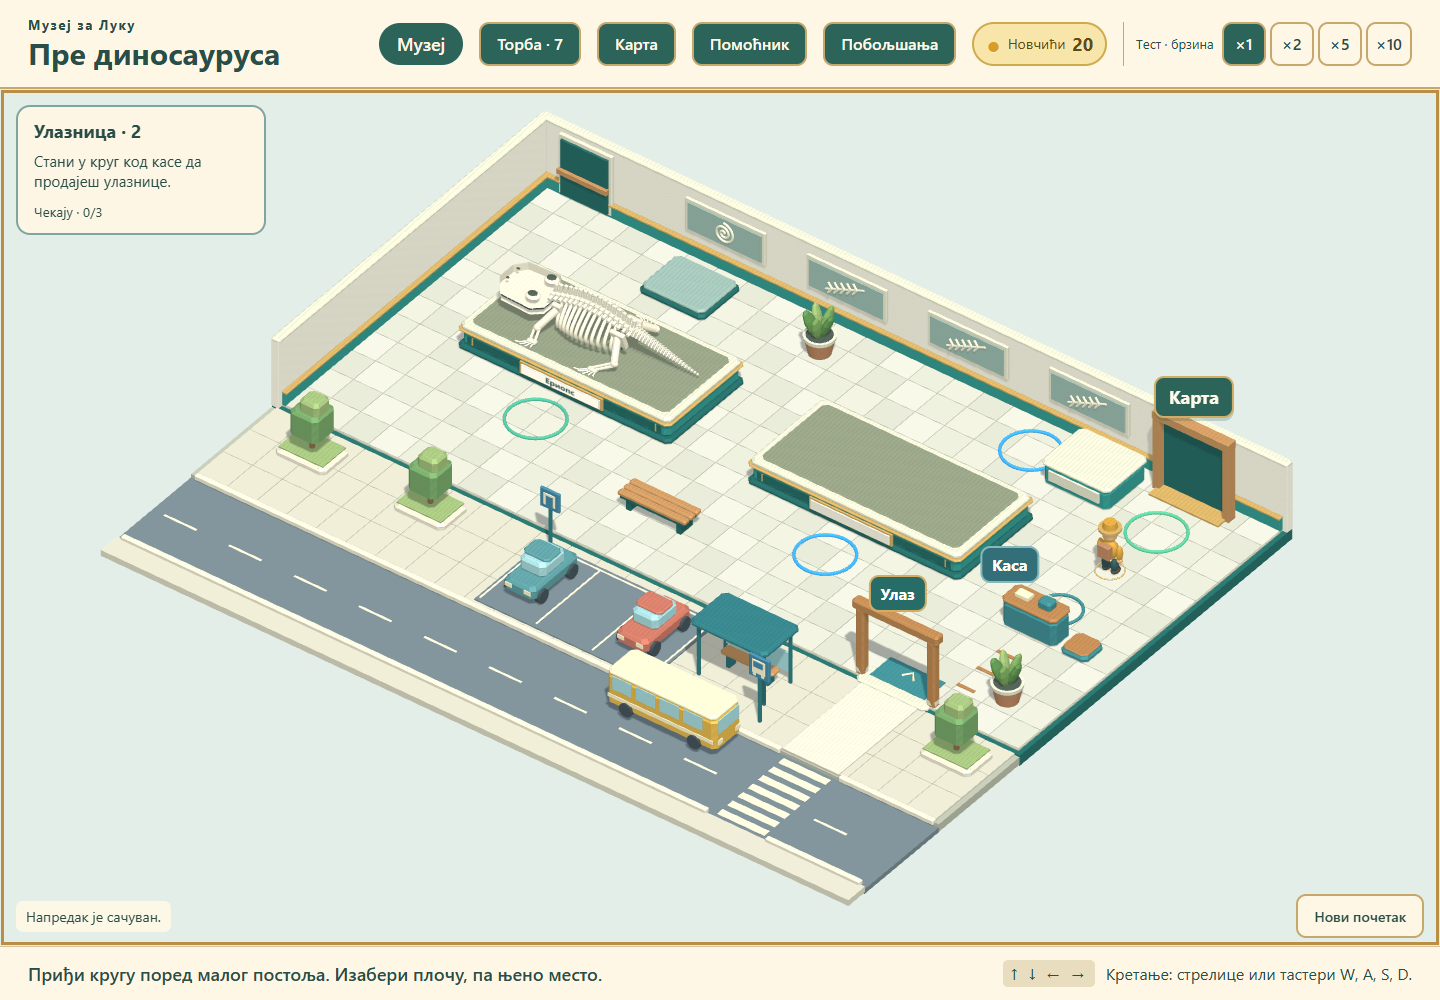 Музеј за Луку
Пре диносауруса
Музеј
Торба · 7
Карта
Помоћник
Побољшања
Новчићи 20
Тест · брзина
×1
×2
×5
×10
Улазница · 2
Стани у круг код касе да
продајеш улазнице.
Чекају · 0/3
Ериопс
Карта
Каса
Улаз
Напредак је сачуван.
Нови почетак
Приђи кругу поред малог постоља. Изабери плочу, па њено место.
↑ ↓ ← →
Кретање: стрелице или тастери W, A, S, D.